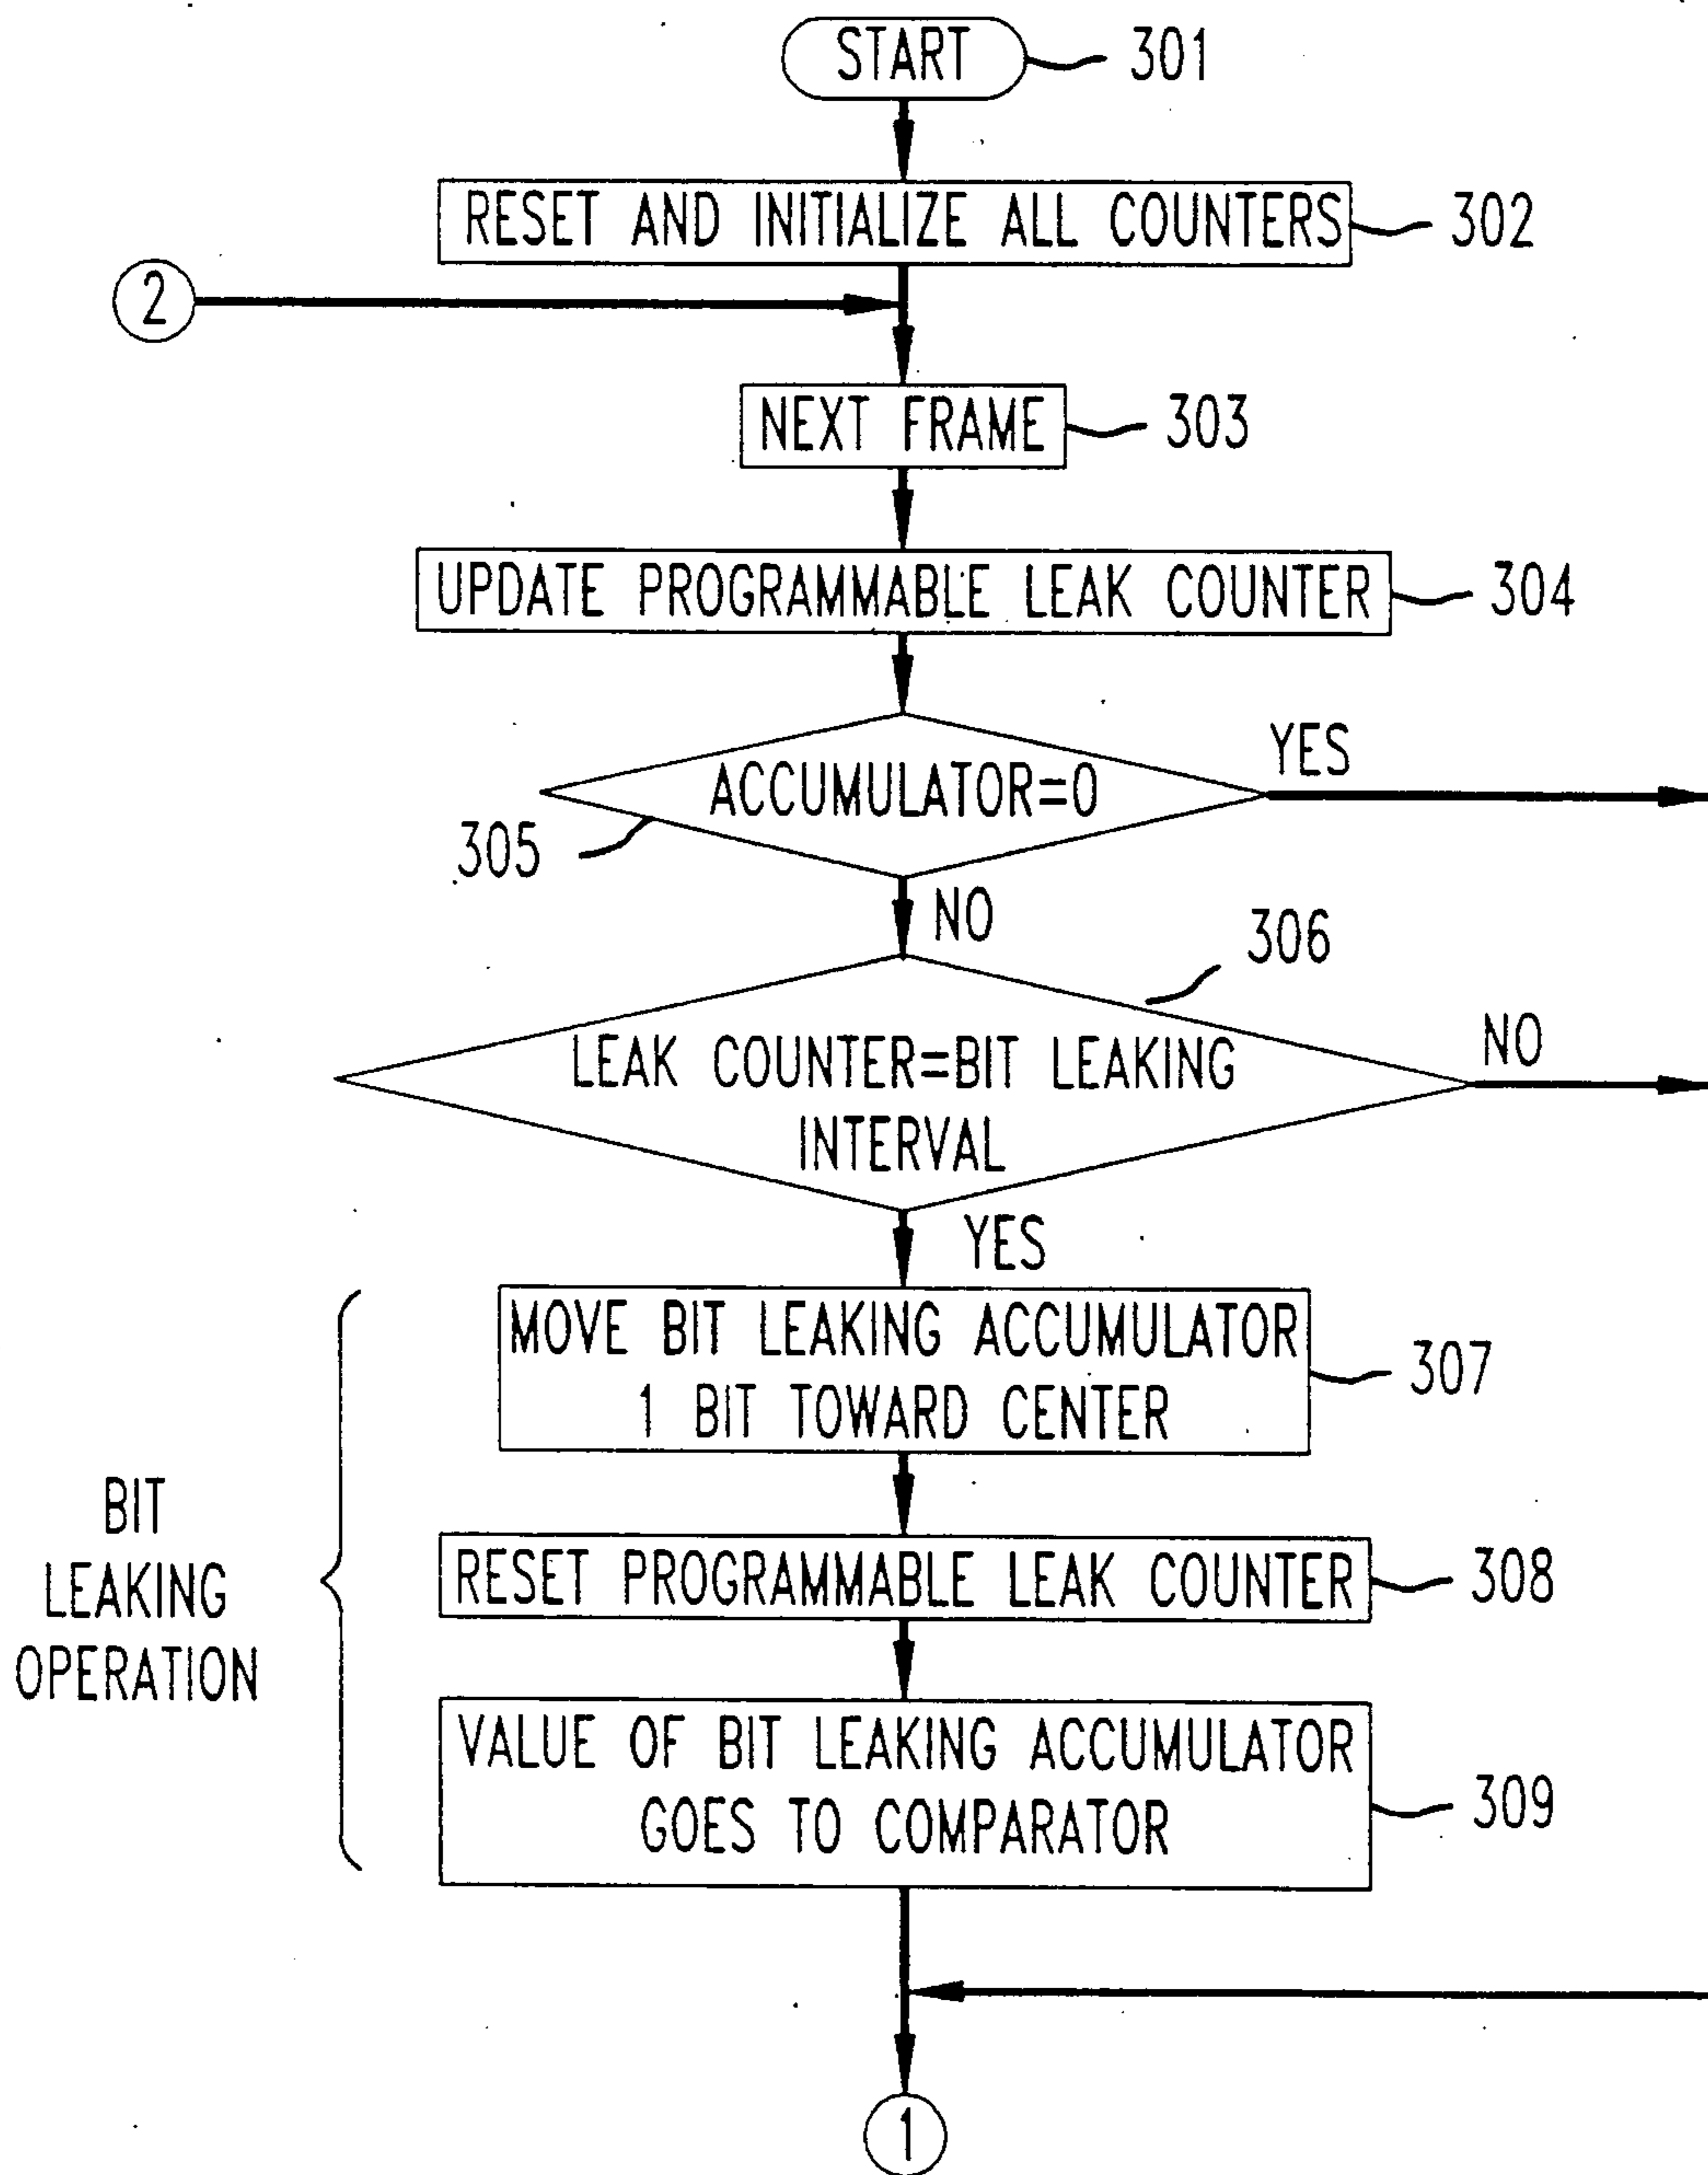 START
301
RESET AND INITIALIZE ALL COUNTERS
302
2
NEXT FRAME
303
UPDATE PROGRAMMABLE LEAK COUNTER
304
ACCUMULATOR=0
YES
305
NO
306
LEAK COUNTER=BIT LEAKING
INTERVAL
NO
YES
MOVE BIT LEAKING ACCUMULATOR
1 BIT TOWARD CENTER
307
BIT
LEAKING
OPERATION
RESET PROGRAMMABLE LEAK COUNTER
308
VALUE OF BIT LEAKING ACCUMULATOR
GOES TO COMPARATOR
309
1